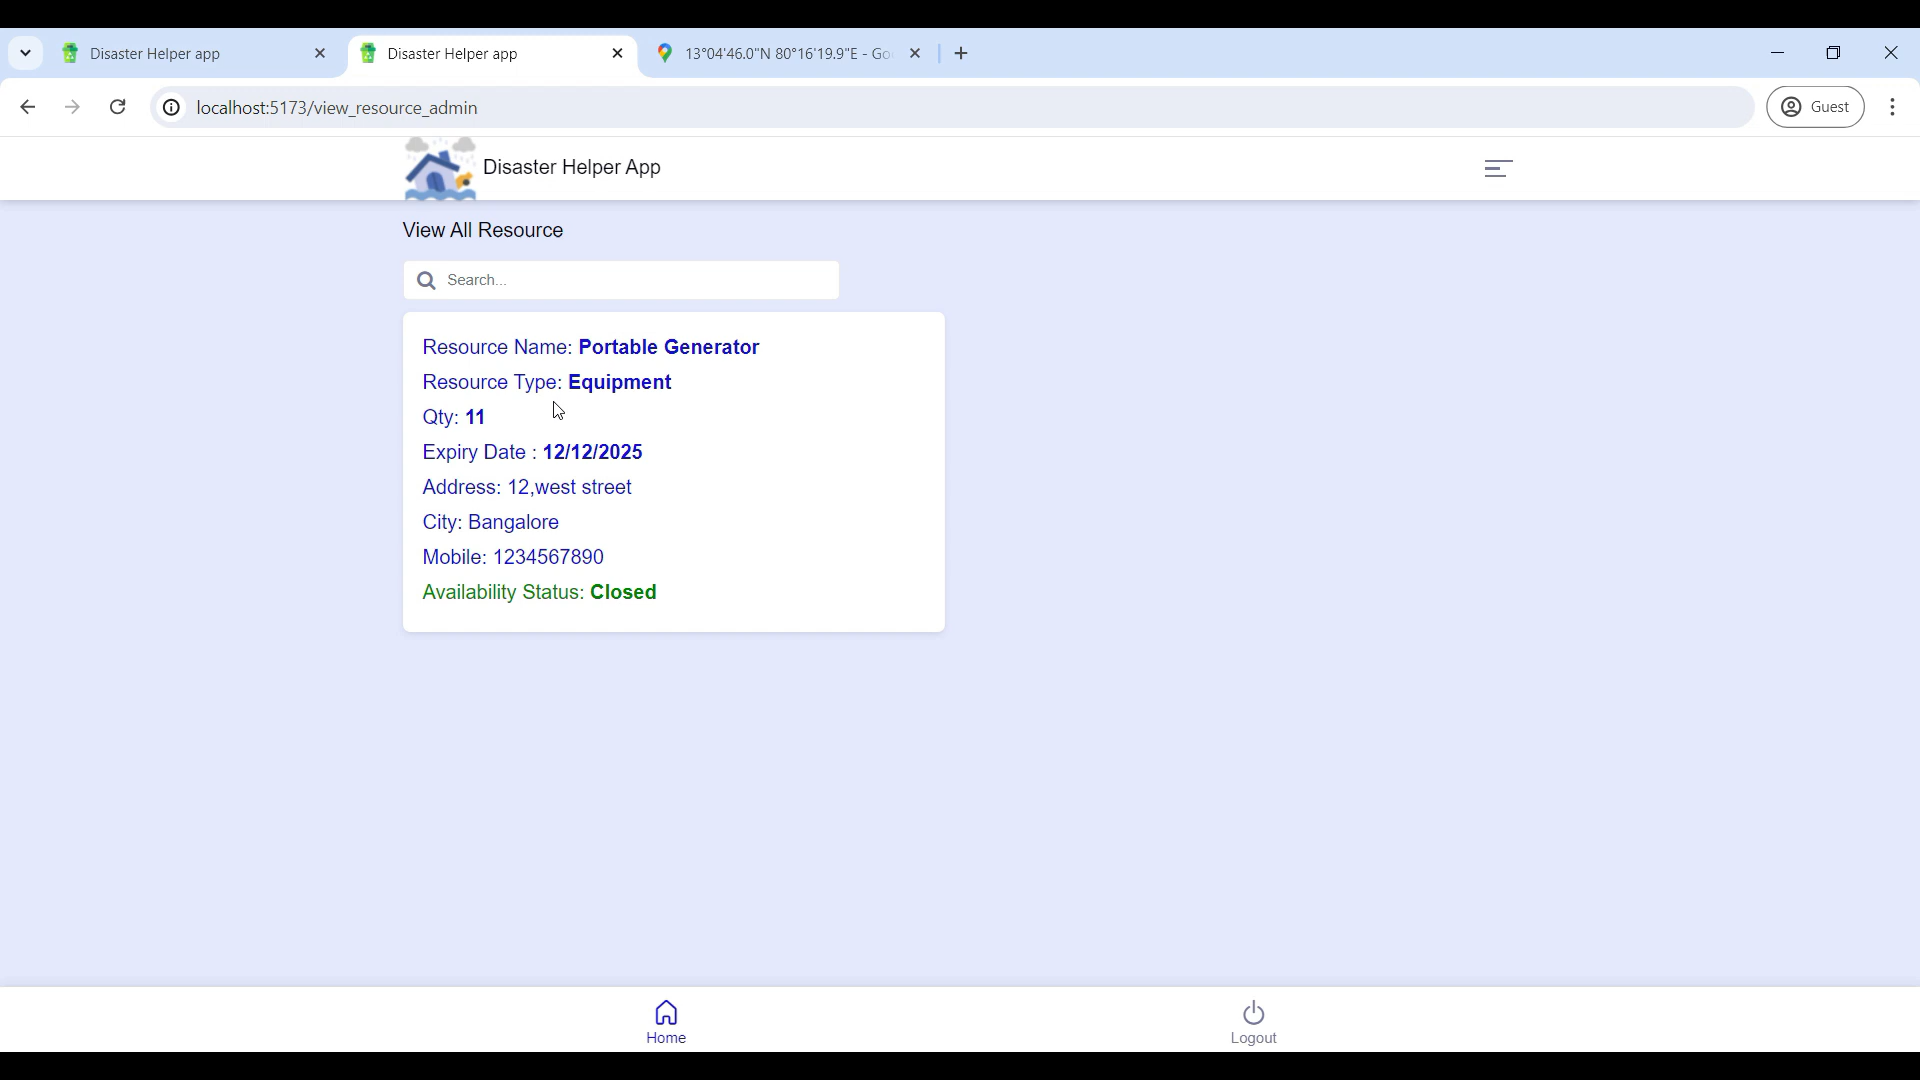 Disaster Helper app
Disaster Helper app
13°04'46.0"N 80°16'19.9"E - Go
localhost:5173/view_resource_admin
Guest
Disaster Helper App
View All Resource
Search...
Resource Name: Portable Generator
Resource Type: Equipment
Qty: 11
Expiry Date : 12/12/2025
Address: 12,west street
City: Bangalore
Mobile: 1234567890
Availability Status: Closed
Home
Logout